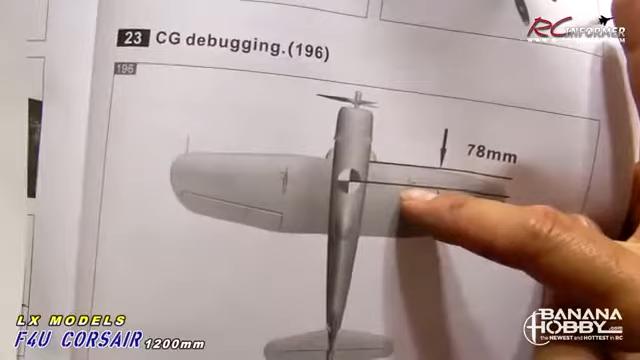 23 CG debugging.(196)
196
78mm
RC INFORMER
LX MODELS
F4U CORSAIR 1200mm
BANANA
HOBBY.com
the NEWEST and HOTTEST in RC